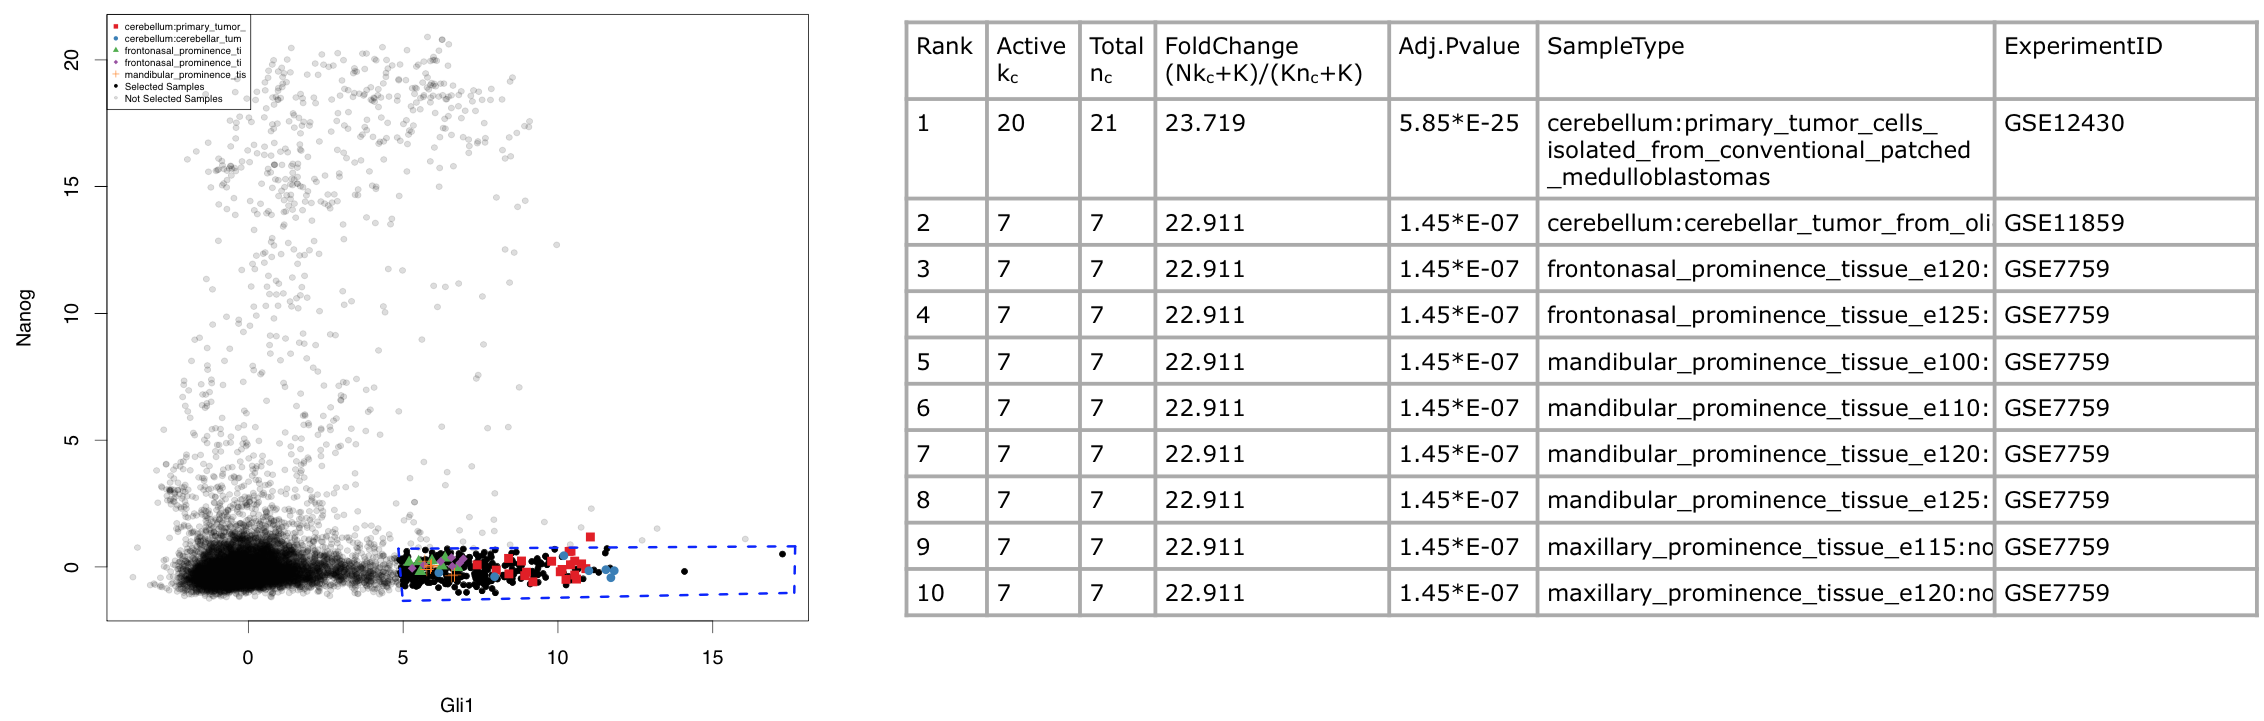 cerebellum:primary_tumor_
cerebellum:cerebellar_tum
frontonasal_prominence_ti
frontonasal_prominence_ti
mandibular_prominence_tis
Selected Samples
Not Selected Samples
20
15
10
5
0
Nanog
0 5 10 15
Gli1
Rank Active kc Total nc FoldChange (Nkc+K)/(Knc+K) Adj.Pvalue SampleType ExperimentID
1 20 21 23.719 5.85*E-25 cerebellum:primary_tumor_cells_ GSE12430
isolated_from_conventional_patched
_medulloblastomas
2 7 7 22.911 1.45*E-07 cerebellum:cerebellar_tumor_from_oli GSE11859
3 7 7 22.911 1.45*E-07 frontonasal_prominence_tissue_e120: GSE7759
4 7 7 22.911 1.45*E-07 frontonasal_prominence_tissue_e125: GSE7759
5 7 7 22.911 1.45*E-07 mandibular_prominence_tissue_e100: GSE7759
6 7 7 22.911 1.45*E-07 mandibular_prominence_tissue_e110: GSE7759
7 7 7 22.911 1.45*E-07 mandibular_prominence_tissue_e120: GSE7759
8 7 7 22.911 1.45*E-07 mandibular_prominence_tissue_e125: GSE7759
9 7 7 22.911 1.45*E-07 maxillary_prominence_tissue_e115:no GSE7759
10 7 7 22.911 1.45*E-07 maxillary_prominence_tissue_e120:no GSE7759